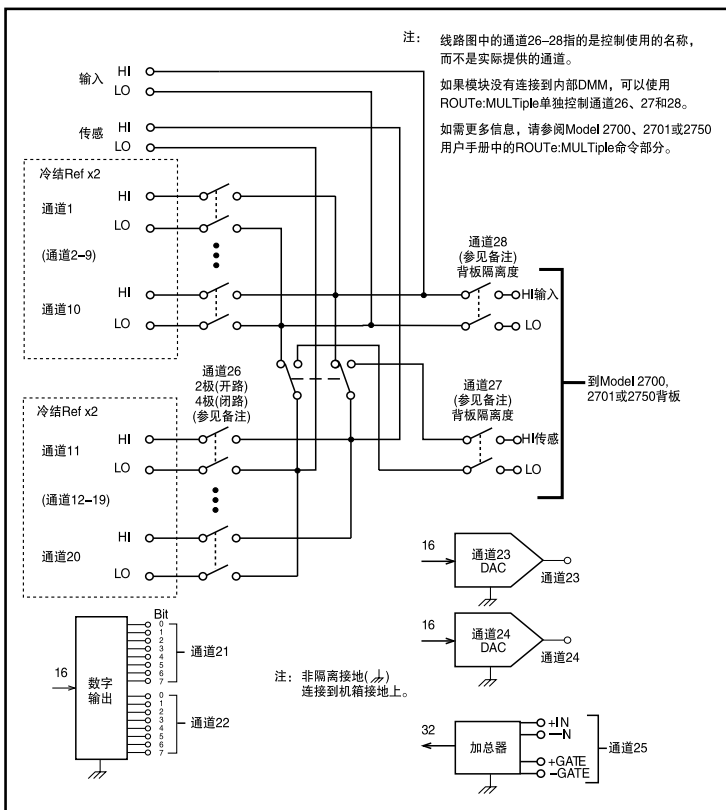 注： 线路图中的通道26–28指的是控制使用的名称，
而不是实际提供的通道。
如果模块没有连接到内部DMM，可以使用
ROUTe:MULTiple单独控制通道26、27和28。
如需更多信息，请参阅Model 2700、2701或2750
用户手册中的ROUTe:MULTiple命令部分。
输入 HI
LO
传感 HI
LO
冷结Ref x2
HI
通道1
LO
(通道2–9)
HI
通道10
LO
通道28
(参见备注)
背板隔离度
HI输入
LO
通道26
2极(开路)
4极(闭路)
(参见备注)
通道27
(参见备注)
背板隔离度
HI传感
LO
到Model 2700,
2701或2750背板
冷结Ref x2
HI
通道11
LO
(通道12–19)
HI
通道20
LO
16
通道23
DAC
通道23
16
通道24
DAC
通道24
Bit
0
1
2
3
4
5
6
7
通道21
16
数字
输出
0
1
2
3
4
5
6
7
通道22
注： 非隔离接地( )
连接到机箱接地上。
32
加总器
+IN
—IN
+GATE
–GATE
通道25